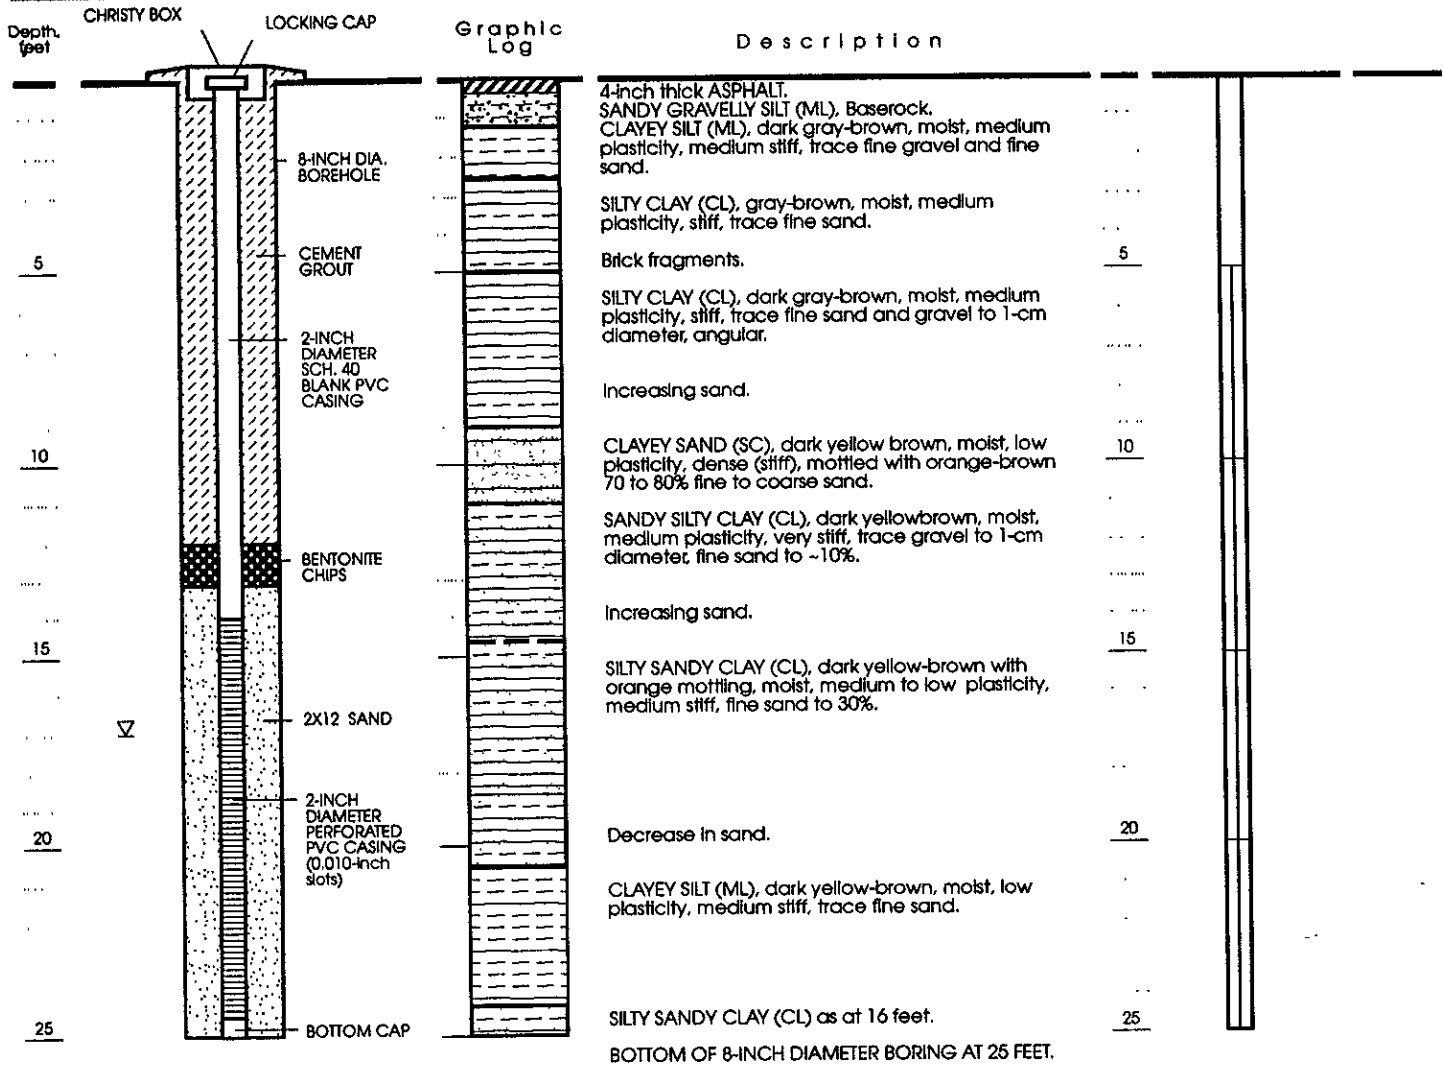 CHRISTY BOX
LOCKING CAP
Depth, feet
Graphic Log
Description
4-inch thick ASPHALT.
SANDY GRAVELLY SILT (ML), Baserock.
CLAYEY SILT (ML), dark gray-brown, moist, medium
plasticity, medium stiff, trace fine gravel and fine
sand.
8-INCH DIA.
BOREHOLE
SILTY CLAY (CL), gray-brown, moist, medium
plasticity, stiff, trace fine sand.
5
CEMENT
GROUT
Brick fragments.
5
SILTY CLAY (CL), dark gray-brown, moist, medium
plasticity, stiff, trace fine sand and gravel to 1-cm
diameter, angular.
2-INCH
DIAMETER
SCH. 40
BLANK PVC
CASING
Increasing sand.
10
CLAYEY SAND (SC), dark yellow brown, moist, low
plasticity, dense (stiff), mottled with orange-brown
70 to 80% fine to coarse sand.
10
SANDY SILTY CLAY (CL), dark yellowbrown, moist,
medium plasticity, very stiff, trace gravel to 1-cm
diameter, fine sand to ~10%.
BENTONITE
CHIPS
Increasing sand.
15
15
SILTY SANDY CLAY (CL), dark yellow-brown with
orange mottling, moist, medium to low plasticity,
medium stiff, fine sand to 30%.
2X12 SAND
2-INCH
DIAMETER
PERFORATED
PVC CASING
(0.010-inch
slots)
20
Decrease in sand.
20
CLAYEY SILT (ML), dark yellow-brown, moist, low
plasticity, medium stiff, trace fine sand.
25
BOTTOM CAP
SILTY SANDY CLAY (CL) as at 16 feet.
25
BOTTOM OF 8-INCH DIAMETER BORING AT 25 FEET.